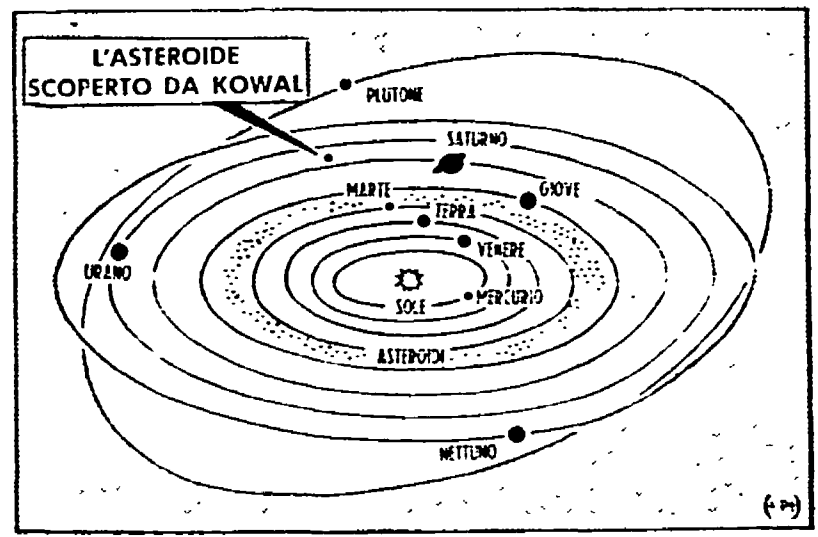 L'ASTEROIDE
SCOPERTO DA KOWAL
PLUTONE
SATURNO
MARTE
GIOVE
TERRA
VENERE
URANO
MERCURIO
SOLE
ASTEROIDI
NETTUNO